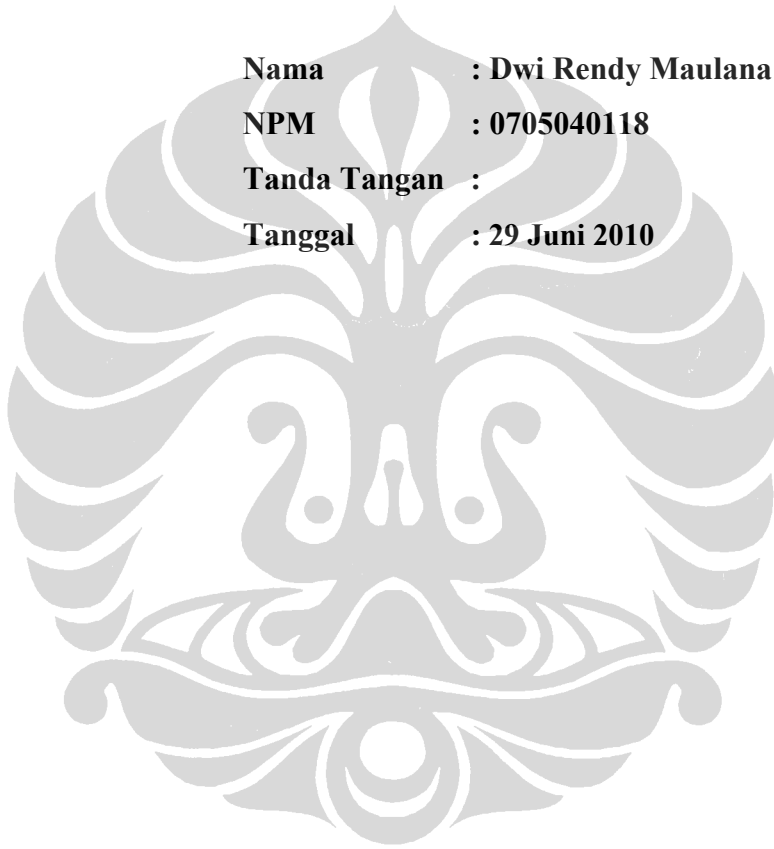 Nama : Dwi Rendy Maulana
NPM : 0705040118
Tanda Tangan :
Tanggal : 29 Juni 2010